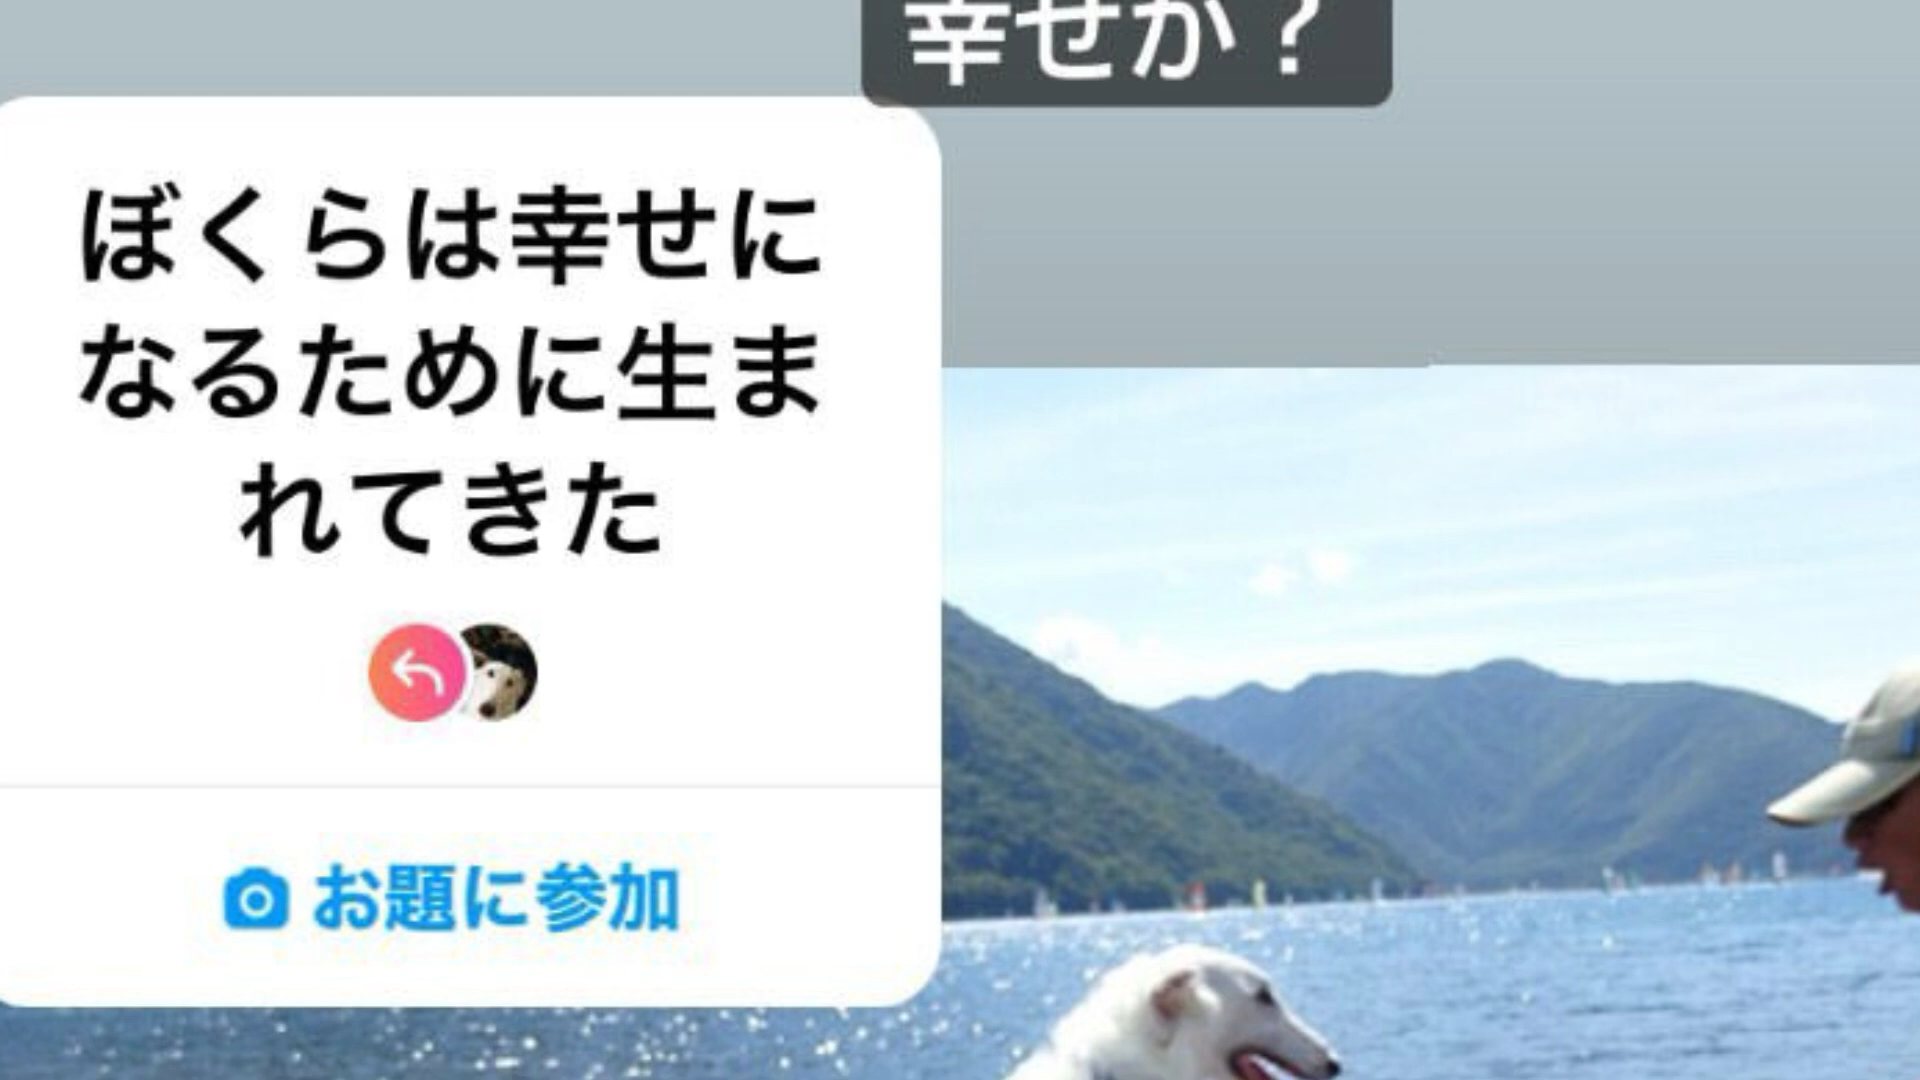 幸せか？
ぼくらは幸せに
なるために生ま
れてきた
お題に参加